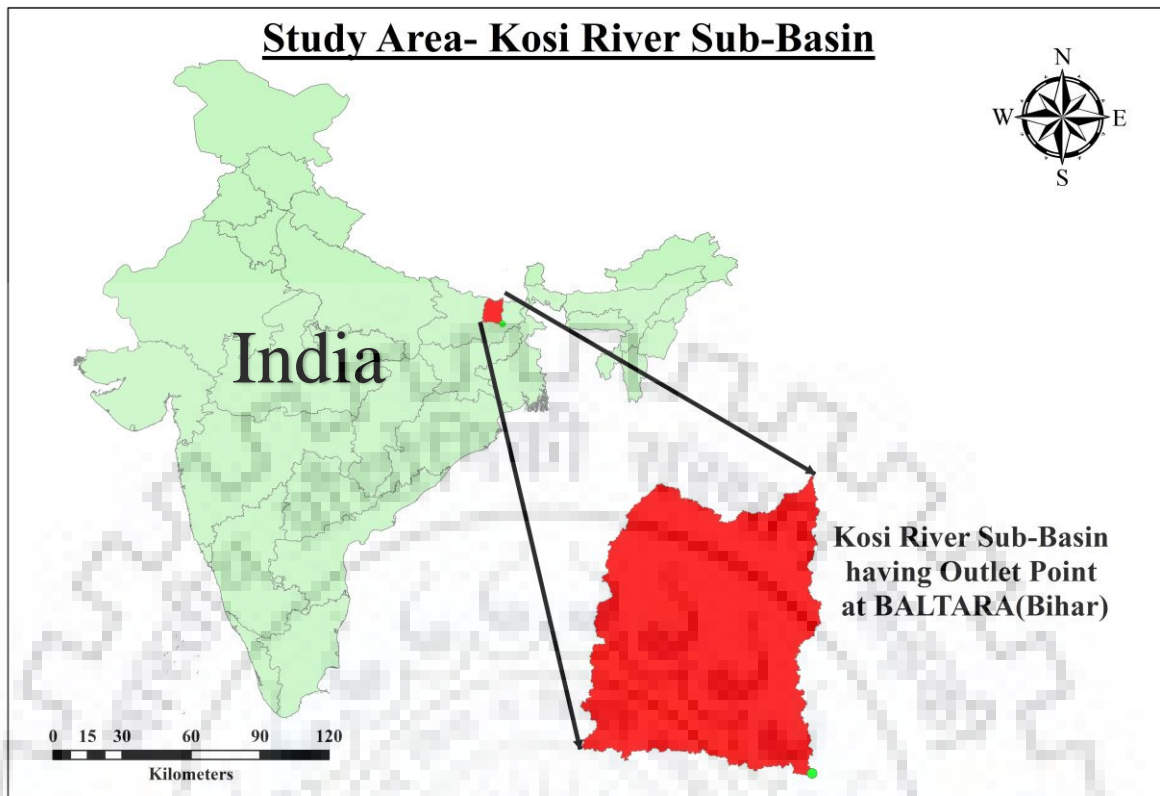 Study Area- Kosi River Sub-Basin
N
W E
S
India
Kosi River Sub-Basin
having Outlet Point
at BALTARA(Bihar)
0 15 30 60 90 120
Kilometers